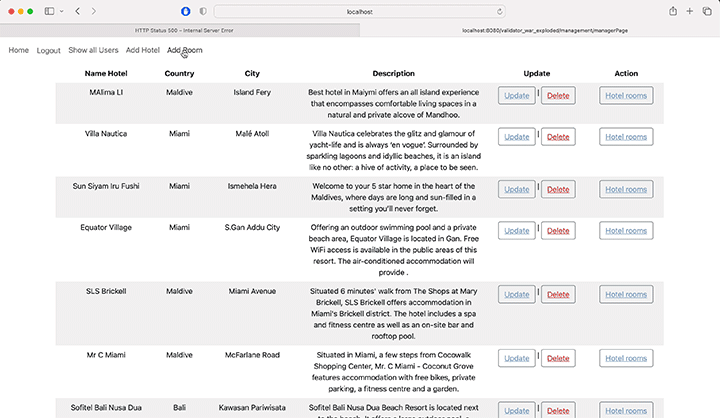 localhost
HTTP Status 500 – Internal Server Error
localhost:8080/validator_war_exploded/management/managerPage
Home Logout Show all Users Add Hotel Add Room
Name Hotel Country City Description Update Action
MAlima LI Maldive Island Fery Best hotel in Maiymi offers an all island experience Update | Delete Hotel rooms
that encompasses comfortable living spaces in a
natural and private alcove of Mandhoo.
Villa Nautica Miami Malé Atoll Villa Nautica celebrates the glitz and glamour of Update | Delete Hotel rooms
yacht-life and is always 'en vogue'. Surrounded by
sparkling lagoons and idyllic beaches, it is an island
like no other: a hive of activity, a place to be seen.
Sun Siyam Iru Fushi Miami Ismehela Hera Welcome to your 5 star home in the heart of the Update | Delete Hotel rooms
Maldives, where days are long and sun-filled in a
setting you'll never forget.
Equator Village Miami S.Gan Addu City Offering an outdoor swimming pool and a private Update | Delete Hotel rooms
beach area, Equator Village is located in Gan. Free
WiFi access is available in the public areas of this
resort. The air-conditioned accommodation will
provide .
SLS Brickell Maldive Miami Avenue Situated 6 minutes' walk from The Shops at Mary Update | Delete Hotel rooms
Brickell, SLS Brickell offers accommodation in
Miami's Brickell district. The hotel includes a spa
and fitness centre as well as an on-site bar and
rooftop pool.
Mr C Miami Maldive McFarlane Road Situated in Miami, a few steps from Cocowalk Update | Delete Hotel rooms
Shopping Center, Mr. C Miami - Coconut Grove
features accommodation with free bikes, private
parking, a fitness centre and a garden.
Sofitel Bali Nusa Dua Bali Kawasan Pariwisata Sofitel Bali Nusa Dua Beach Resort is located next Update | Delete Hotel rooms